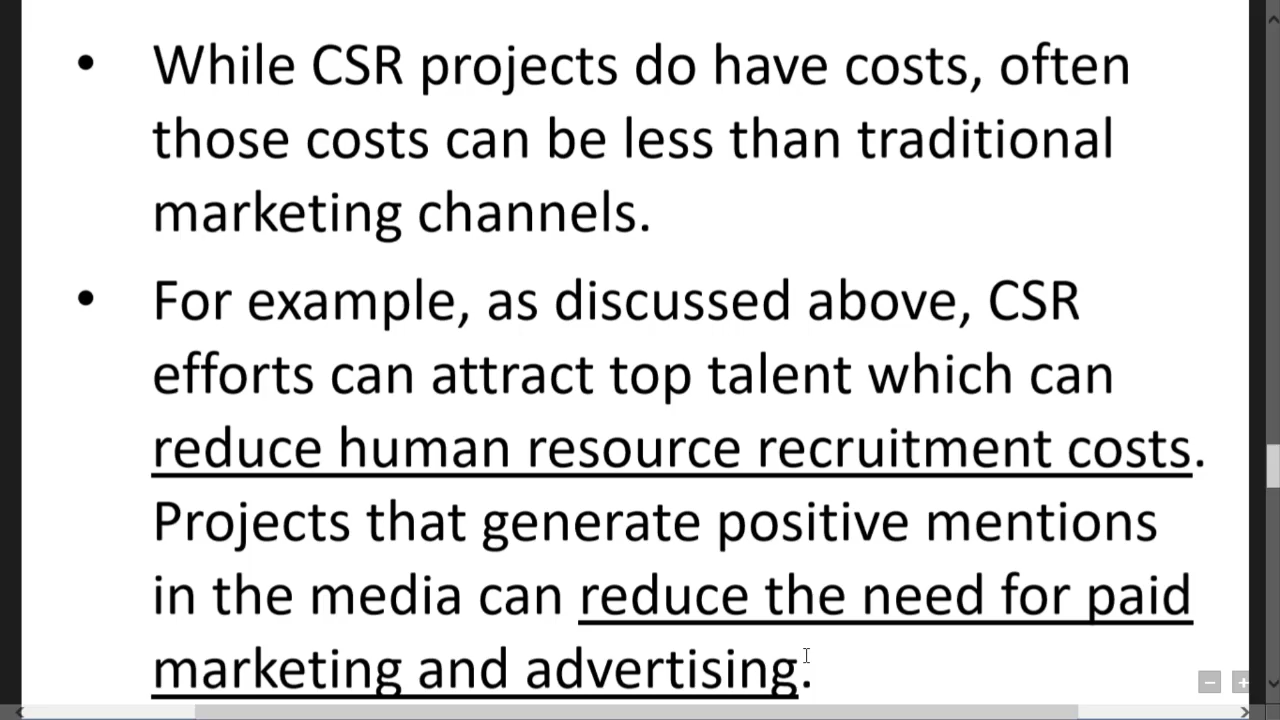 • While CSR projects do have costs, often
those costs can be less than traditional
marketing channels.
• For example, as discussed above, CSR
efforts can attract top talent which can
reduce human resource recruitment costs.
Projects that generate positive mentions
in the media can reduce the need for paid
marketing and advertising.